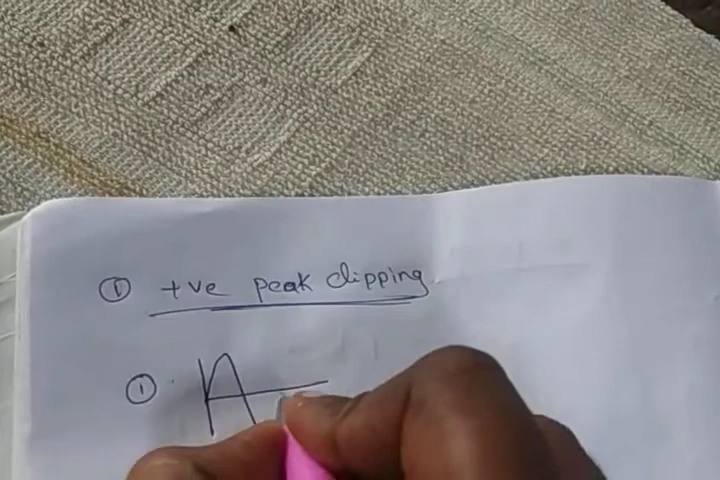 ① +ve peak clipping
①